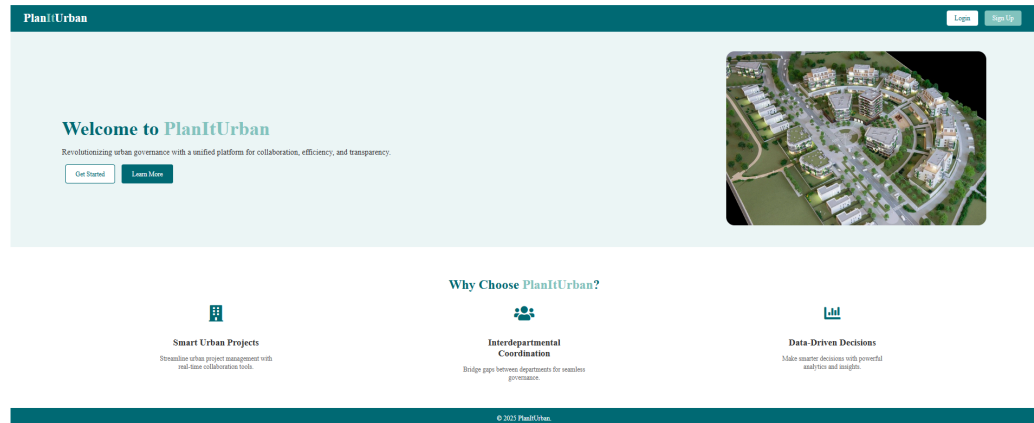 PlanItUrban
Login
Sign Up
Welcome to PlanItUrban
Revolutionizing urban governance with a unified platform for collaboration, efficiency, and transparency.
Get Started
Learn More
Why Choose PlanItUrban?
Smart Urban Projects
Streamline urban project management with
real-time collaboration tools.
Interdepartmental
Coordination
Bridge gaps between departments for seamless
governance.
Data-Driven Decisions
Make smarter decisions with powerful
analytics and insights.
© 2025 PlanItUrban.